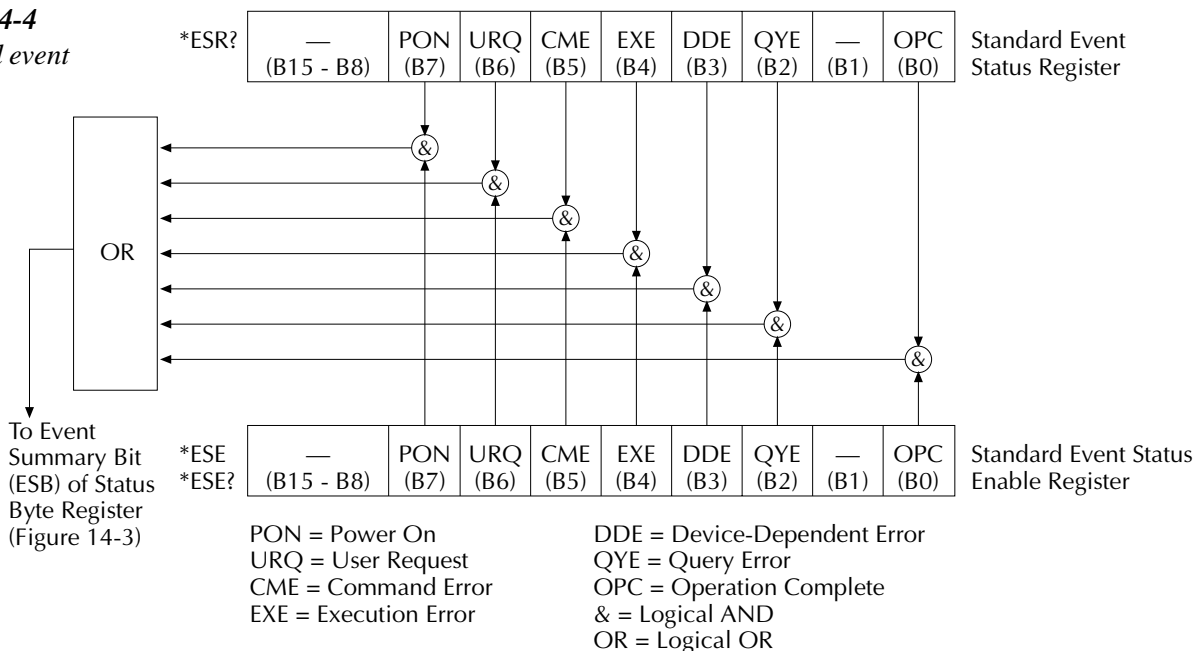 4-4
event
*ESR?
— PON URQ CME EXE DDE QYE — OPC
(B15 - B8) (B7) (B6) (B5) (B4) (B3) (B2) (B1) (B0)
Standard Event
Status Register
&
&
&
OR
&
&
&
&
To Event
Summary Bit
(ESB) of Status
Byte Register
(Figure 14-3)
*ESE
*ESE?
— PON URQ CME EXE DDE QYE — OPC
(B15 - B8) (B7) (B6) (B5) (B4) (B3) (B2) (B1) (B0)
Standard Event Status
Enable Register
PON = Power On
URQ = User Request
CME = Command Error
EXE = Execution Error
DDE = Device-Dependent Error
QYE = Query Error
OPC = Operation Complete
& = Logical AND
OR = Logical OR